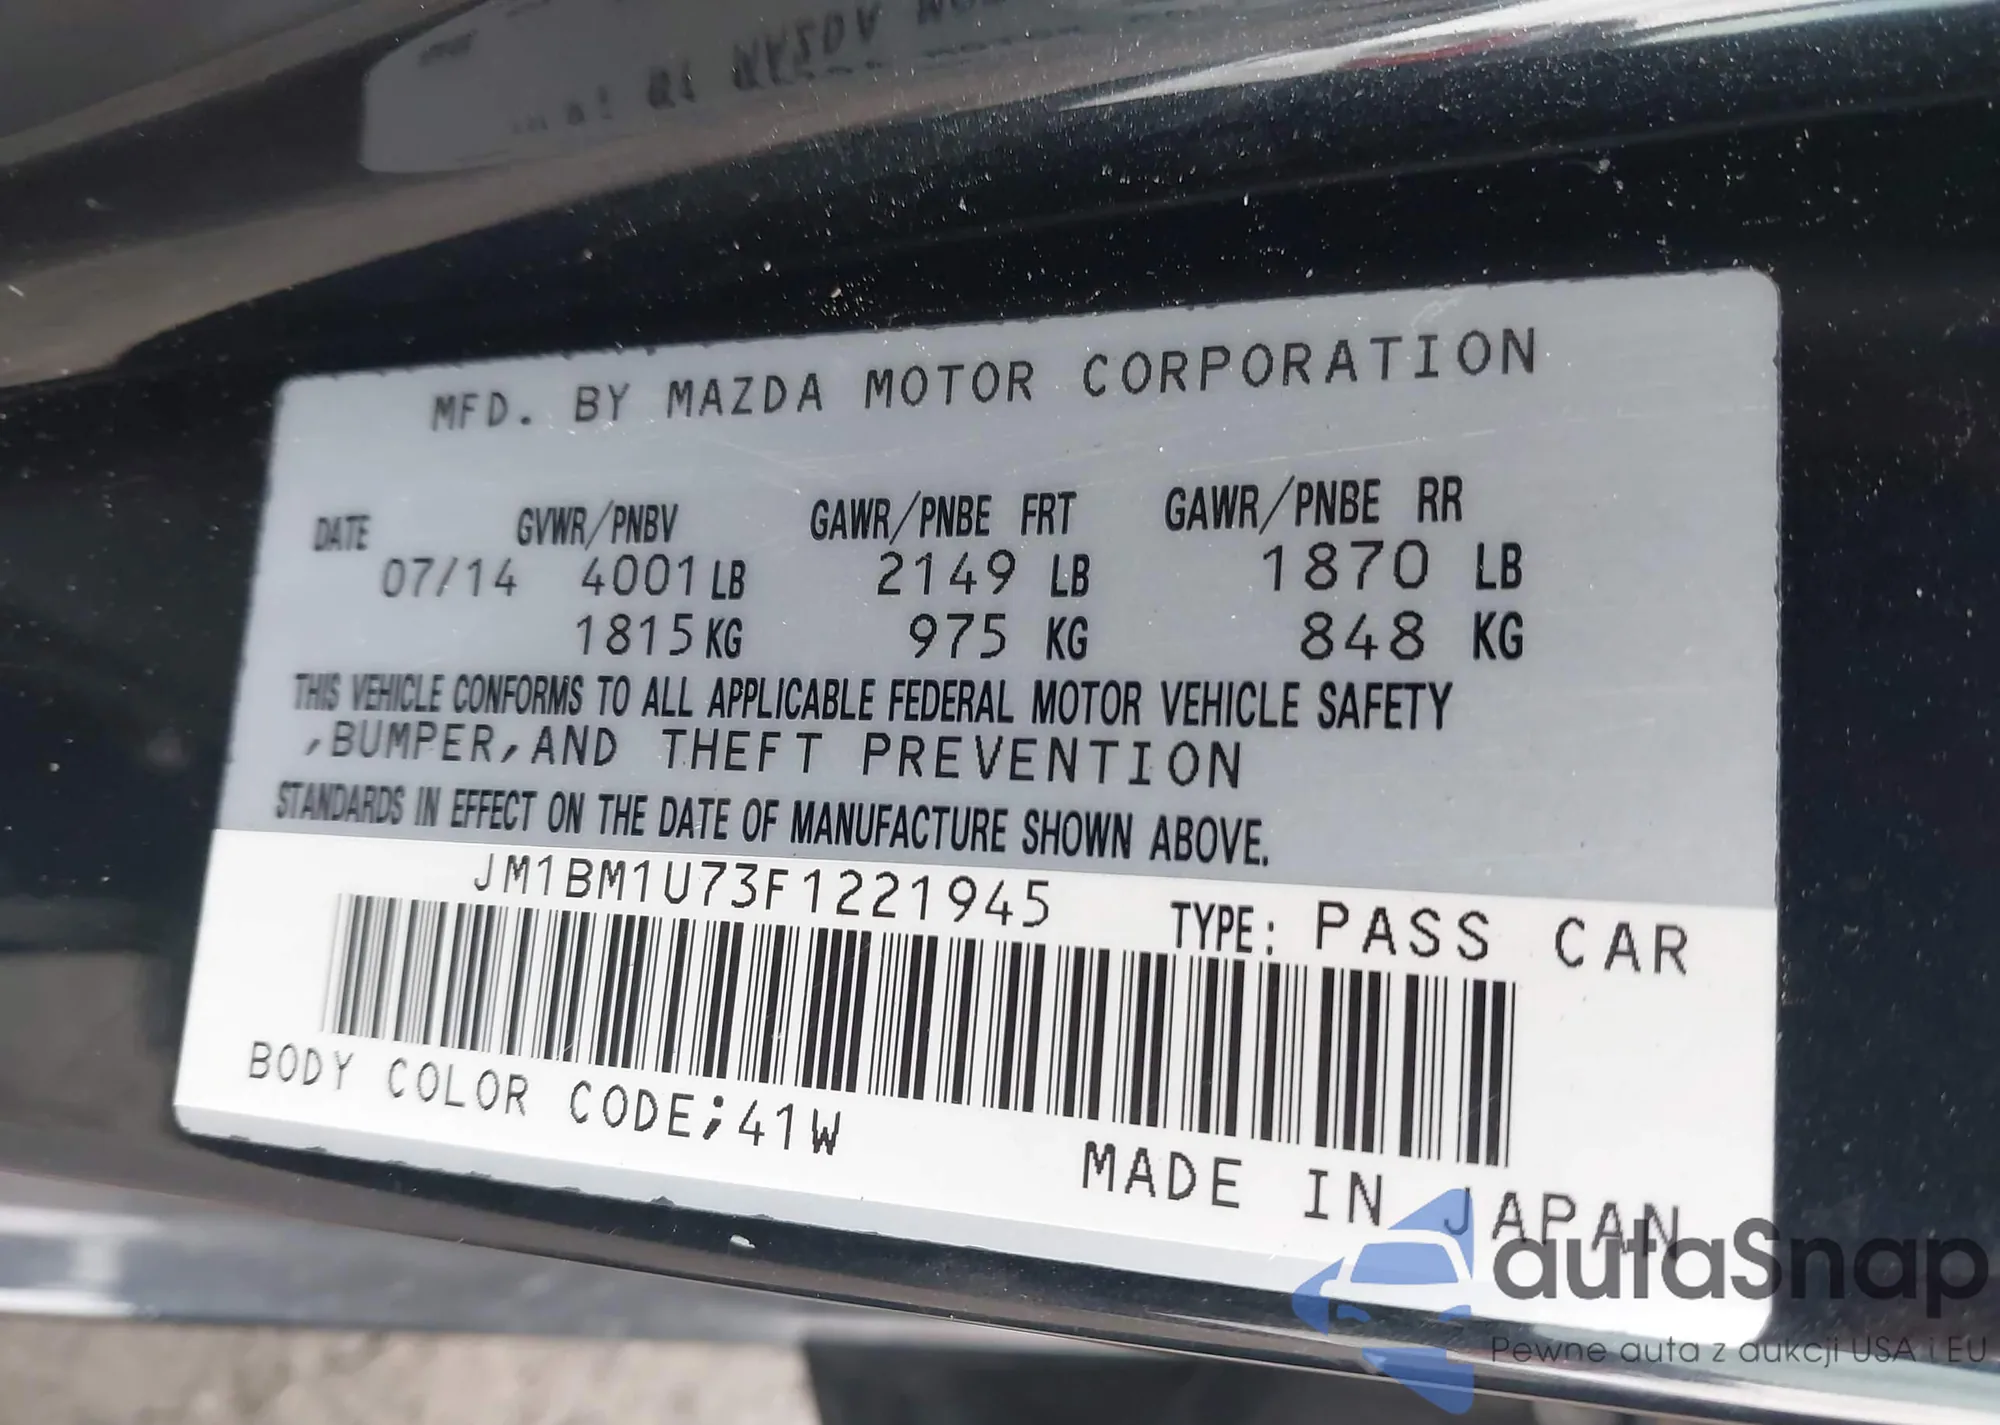 MFD. BY MAZDA MOTOR CORPORATION
DATE GVWR/PNBV GAWR/PNBE FRT GAWR/PNBE RR
07/14 4001 LB 2149 LB 1870 LB
1815 KG 975 KG 848 KG
THIS VEHICLE CONFORMS TO ALL APPLICABLE FEDERAL MOTOR VEHICLE SAFETY
,BUMPER,AND THEFT PREVENTION
STANDARDS IN EFFECT ON THE DATE OF MANUFACTURE SHOWN ABOVE.
JM1BM1U73F1221945 TYPE: PASS CAR
BODY COLOR CODE;41W
MADE IN JAPAN
autaSnap
Pewne auta z aukcji USA i EU